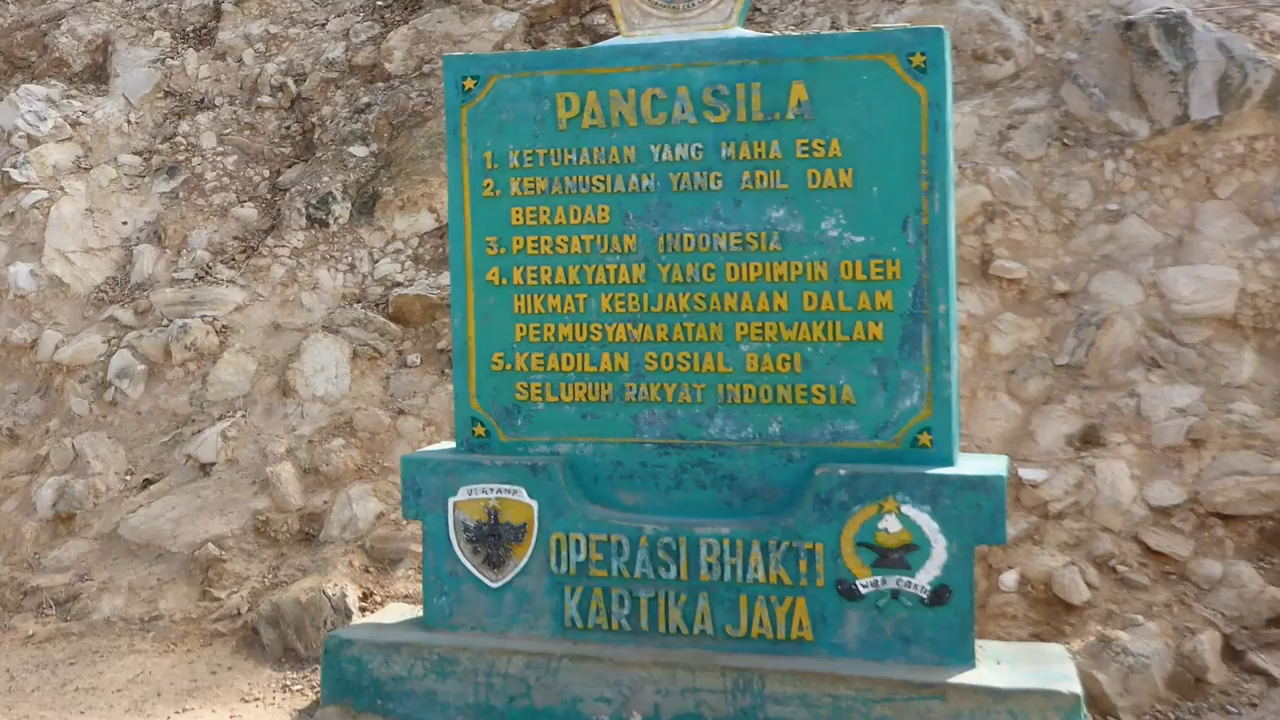 PANCASILA
1. KETUHANAN YANG MAHA ESA
2. KEMANUSIAAN YANG ADIL DAN
BERADAB
3. PERSATUAN INDONESIA
4. KERAKYATAN YANG DIPIMPIN OLEH
HIKMAT KEBIJAKSANAAN DALAM
PERMUSYAWARATAN PERWAKILAN
5. KEADILAN SOSIAL BAGI
SELURUH RAKYAT INDONESIA
OPERASI BHAKTI
KARTIKA JAYA
WIRA